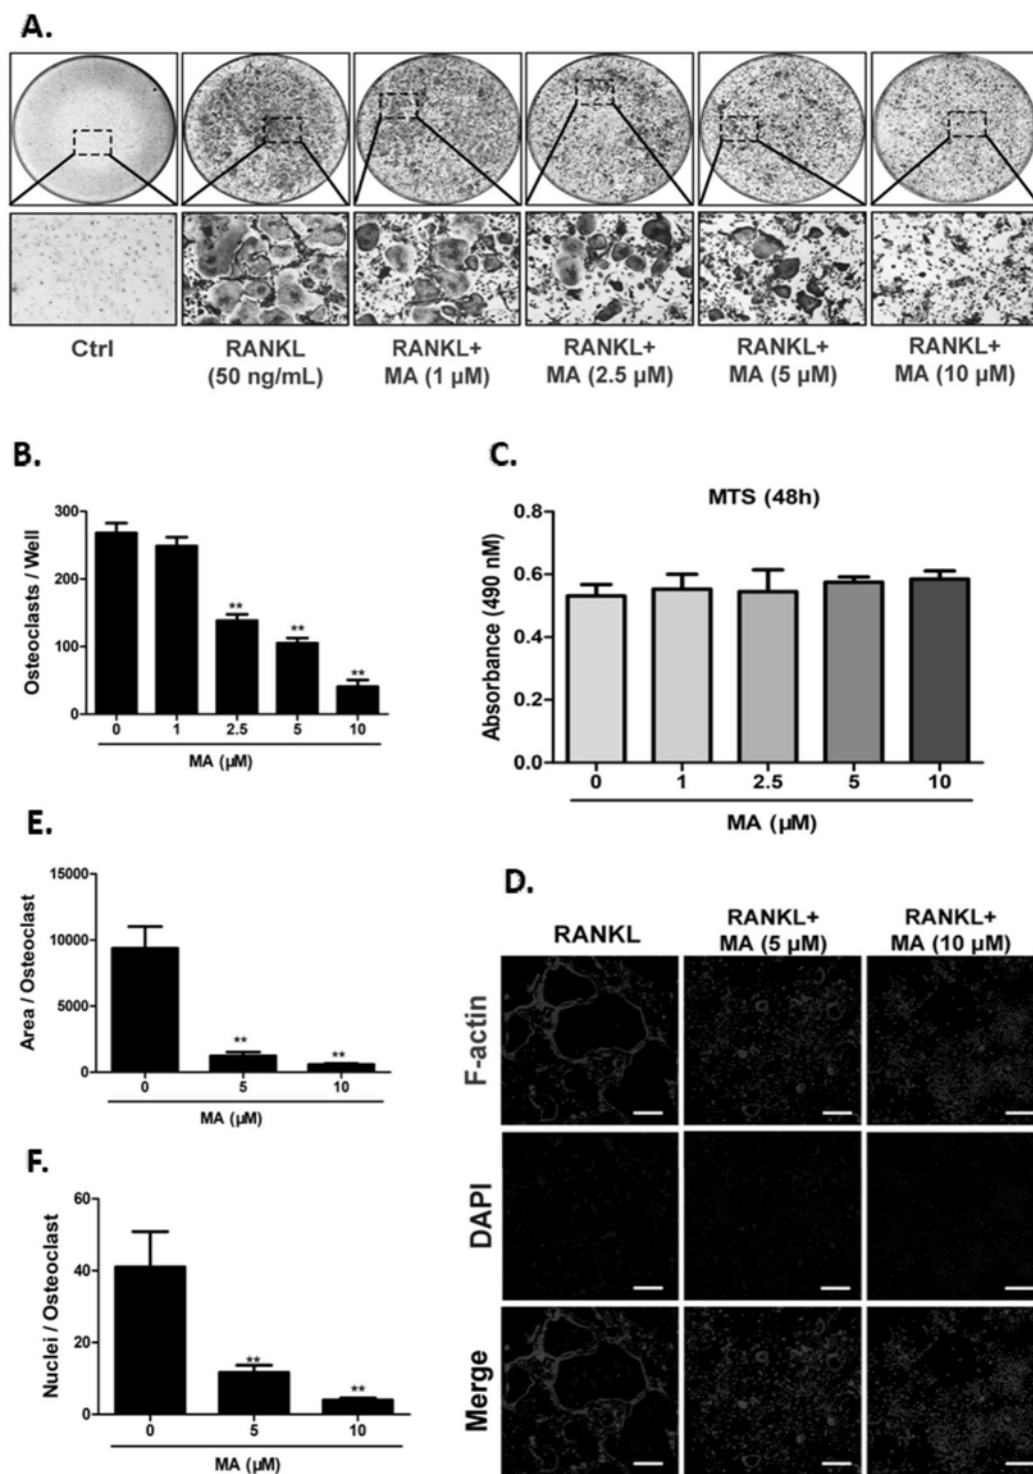 A.
Ctrl
RANKL
(50 ng/mL)
RANKL+
MA (1 µM)
RANKL+
MA (2.5 µM)
RANKL+
MA (5 µM)
RANKL+
MA (10 µM)
B.
300
200
100
0
Osteoclasts / Well
**
**
**
0 1 2.5 5 10
MA (µM)
C.
MTS (48h)
0.8
0.6
0.4
0.2
0.0
Absorbance (490 nM)
0 1 2.5 5 10
MA (µM)
E.
15000
10000
5000
0
Area / Osteoclast
**
**
0 5 10
MA (µM)
D.
RANKL
RANKL+
MA (5 µM)
RANKL+
MA (10 µM)
F-actin
DAPI
Merge
F.
60
40
20
0
Nuclei / Osteoclast
**
**
0 5 10
MA (µM)